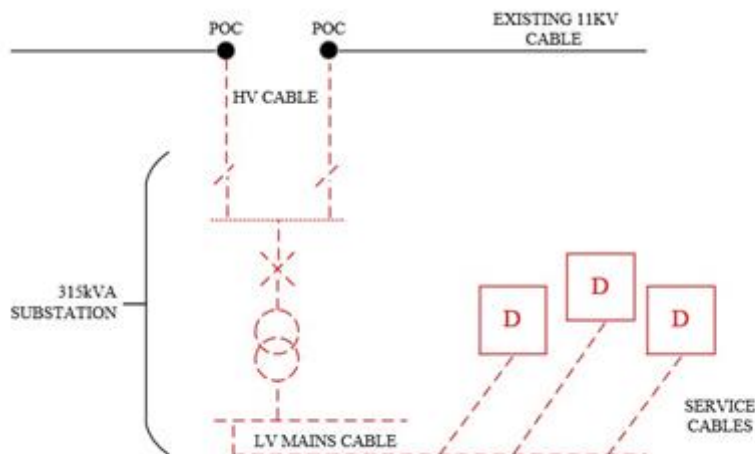 POC
POC
EXISTING 11KV
CABLE
HV CABLE
315kVA
SUBSTATION
D
D
D
SERVICE
CABLES
LV MAINS CABLE